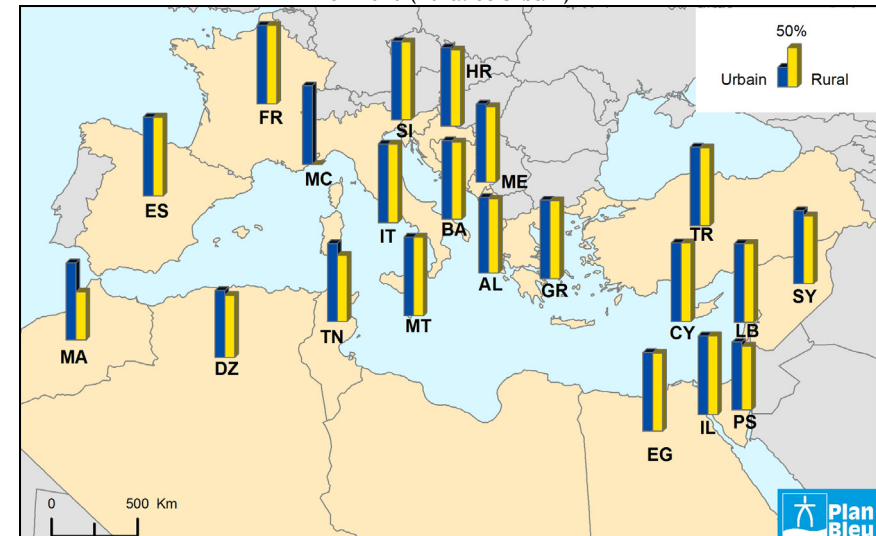 50%
Urbain Rural
HR
FR
SI
MC
ME
ES
IT
BA
TR
AL
GR
SY
MT
CY
LB
TN
MA
DZ
IL
PS
EG
0 500 Km
Plan
Bleu